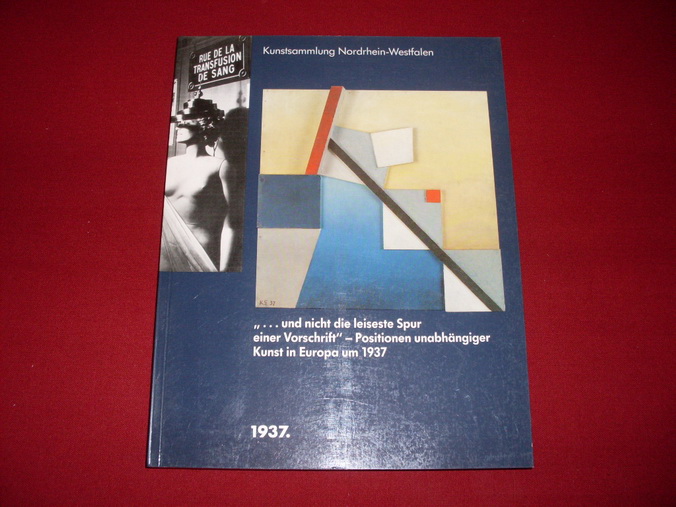 RUE DE LA
TRANSFUSION
DE SANG
Kunstsammlung Nordrhein-Westfalen
„ . . . und nicht die leiseste Spur
einer Vorschrift“ – Positionen unabhängiger
Kunst in Europa um 1937
1937.